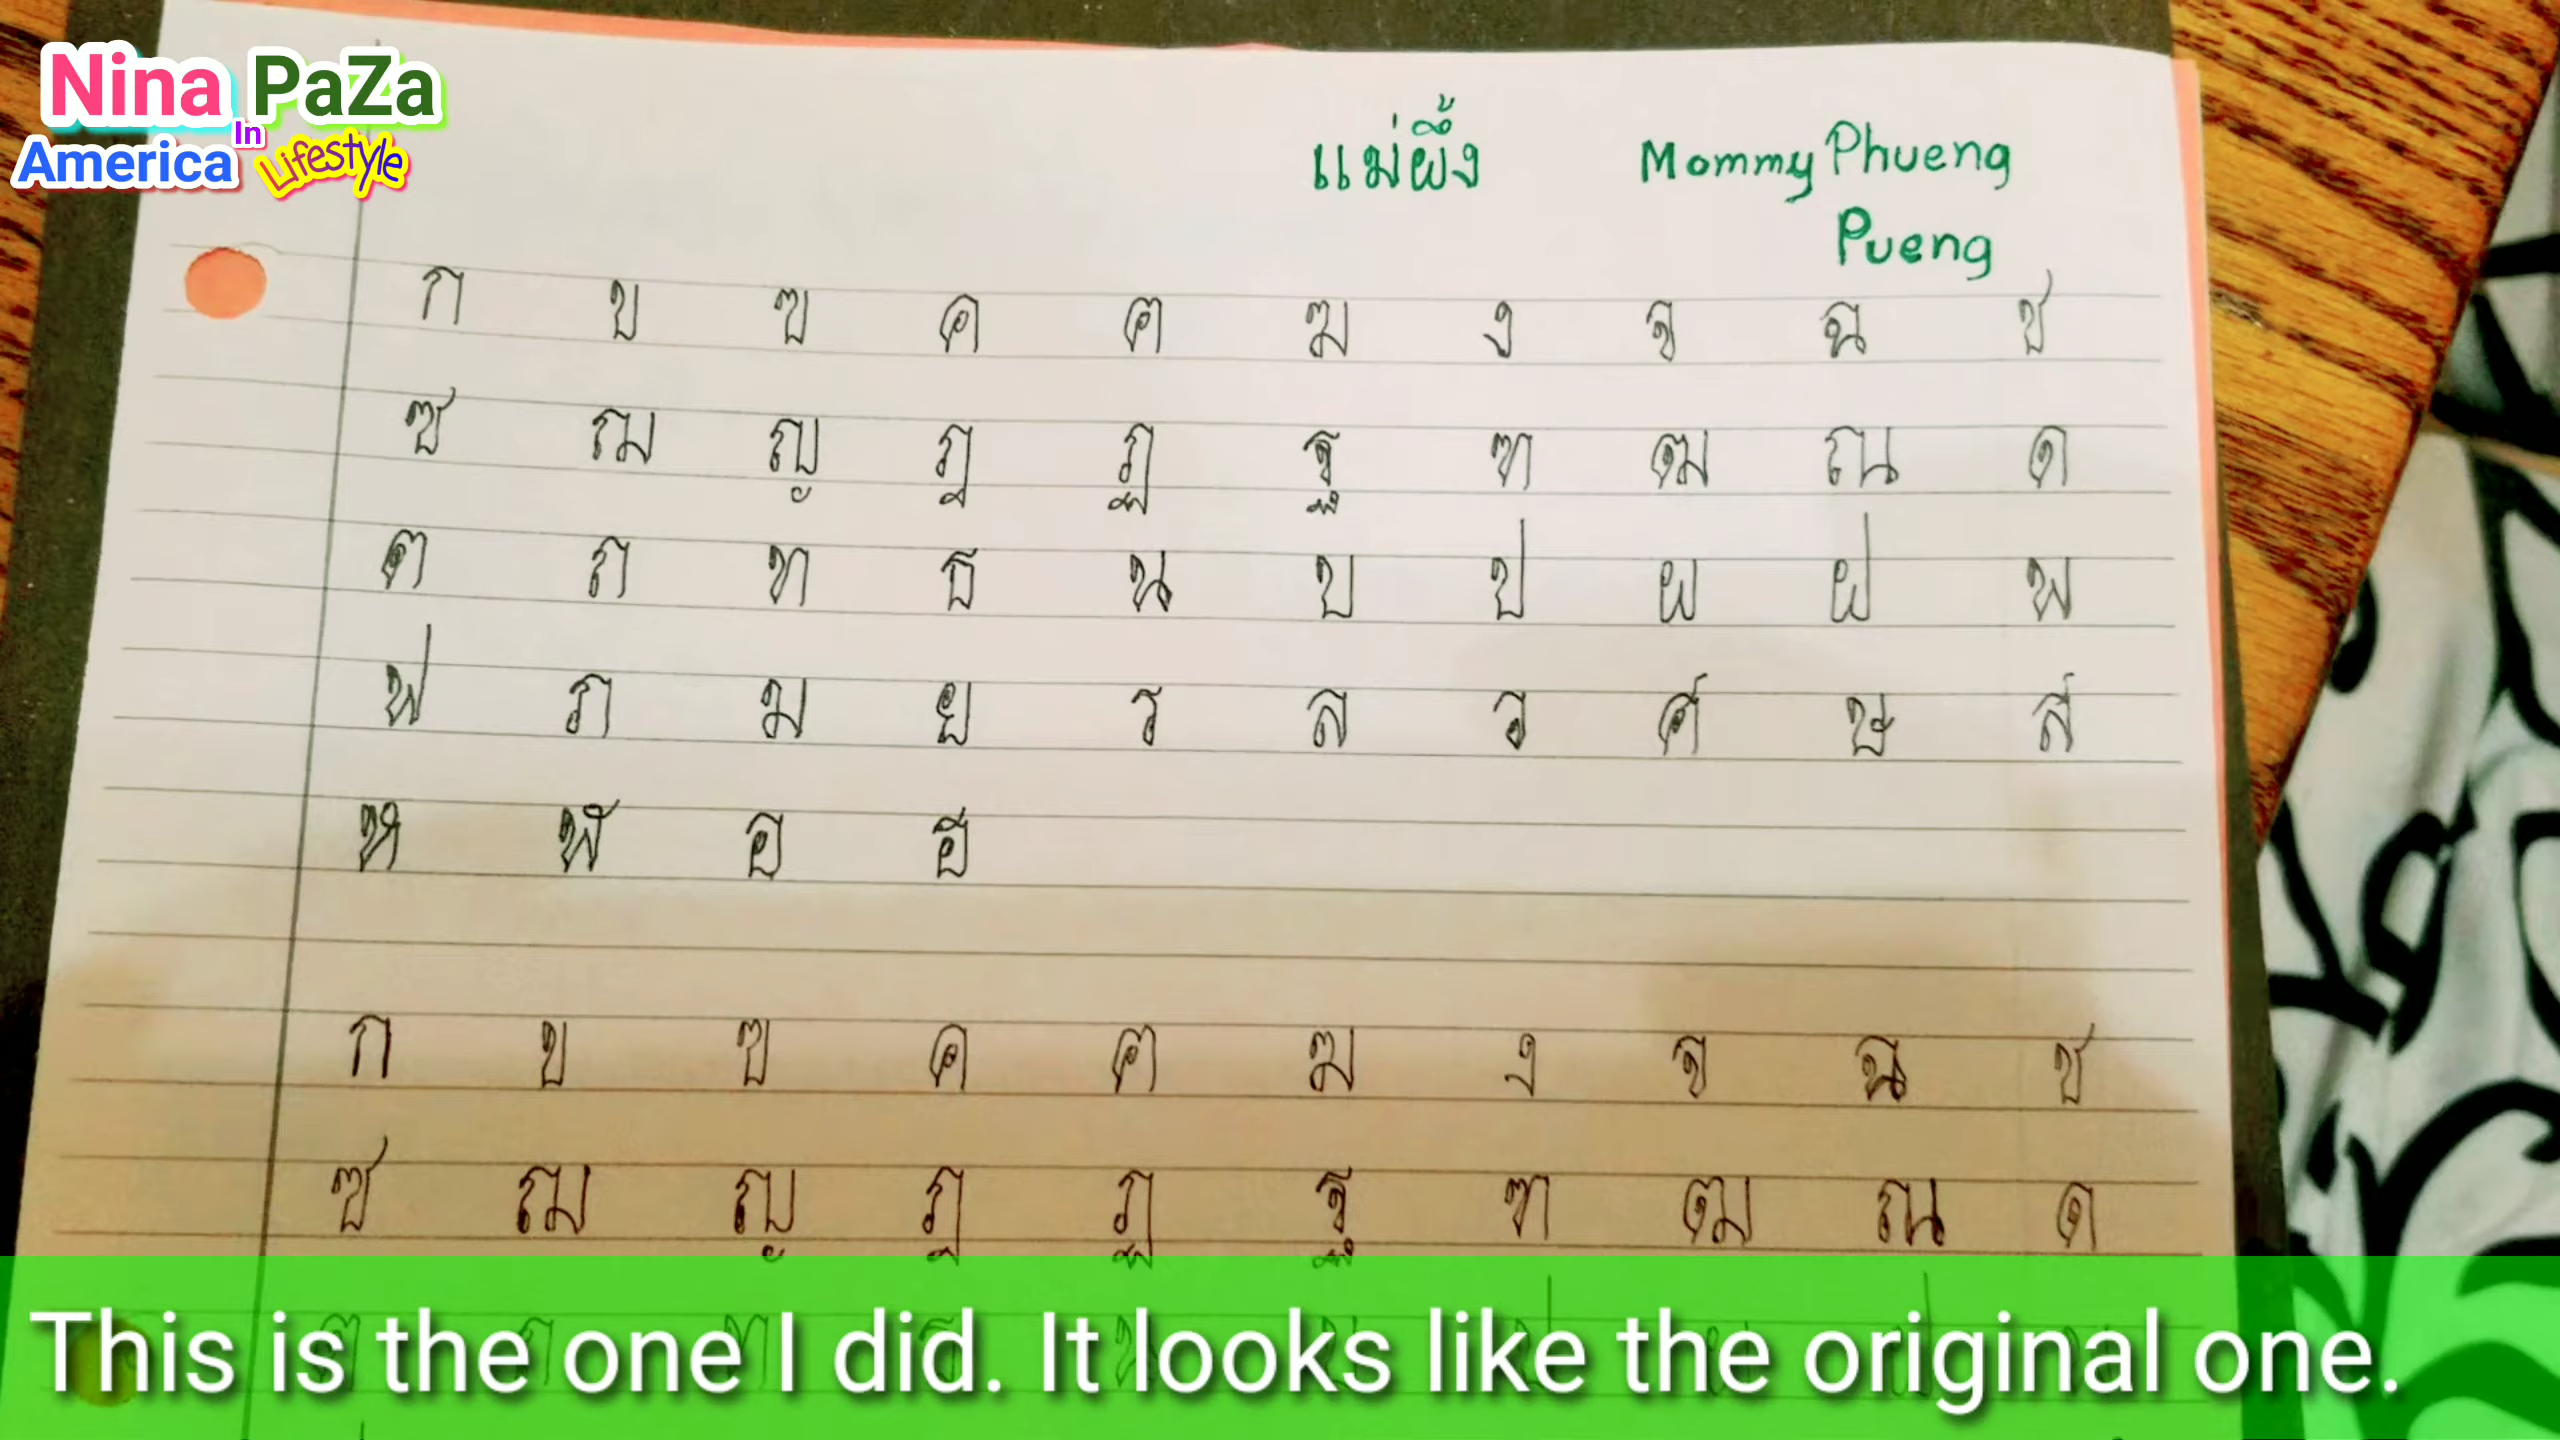 Nina PaZa
In
America Lifestyle
แม่ผึ้ง Mommy Phueng
Pueng
ก ข ฃ ค ฅ ฆ ง จ ฉ ช
ซ ฌ ญ ฎ ฏ ฐ ฑ ฒ ณ ด
ต ถ ท ธ น บ ป ผ ฝ พ
ฟ ภ ม ย ร ล ว ศ ษ ส
ห ฬ อ ฮ
ก ข ฃ ค ฅ ฆ ง จ ฉ ช
ซ ฌ ญ ฎ ฏ ฐ ฑ ฒ ณ ด
This is the one I did. It looks like the original one.